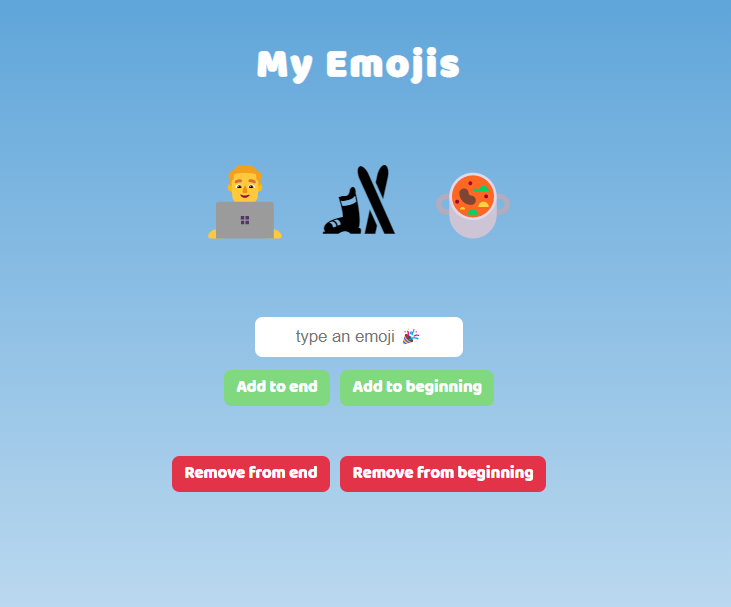 My Emojis
type an emoji 🎉
Add to end
Add to beginning
Remove from end
Remove from beginning